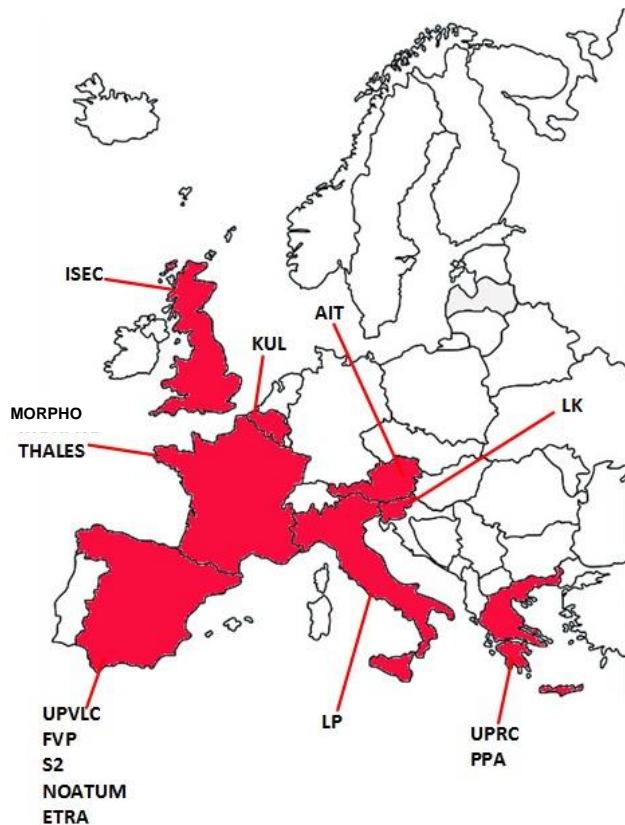 ISEC
AIT
KUL
LK
MORPHO
THALES
UPVLC
FVP
S2
NOATUM
ETRA
LP
UPRC
PPA